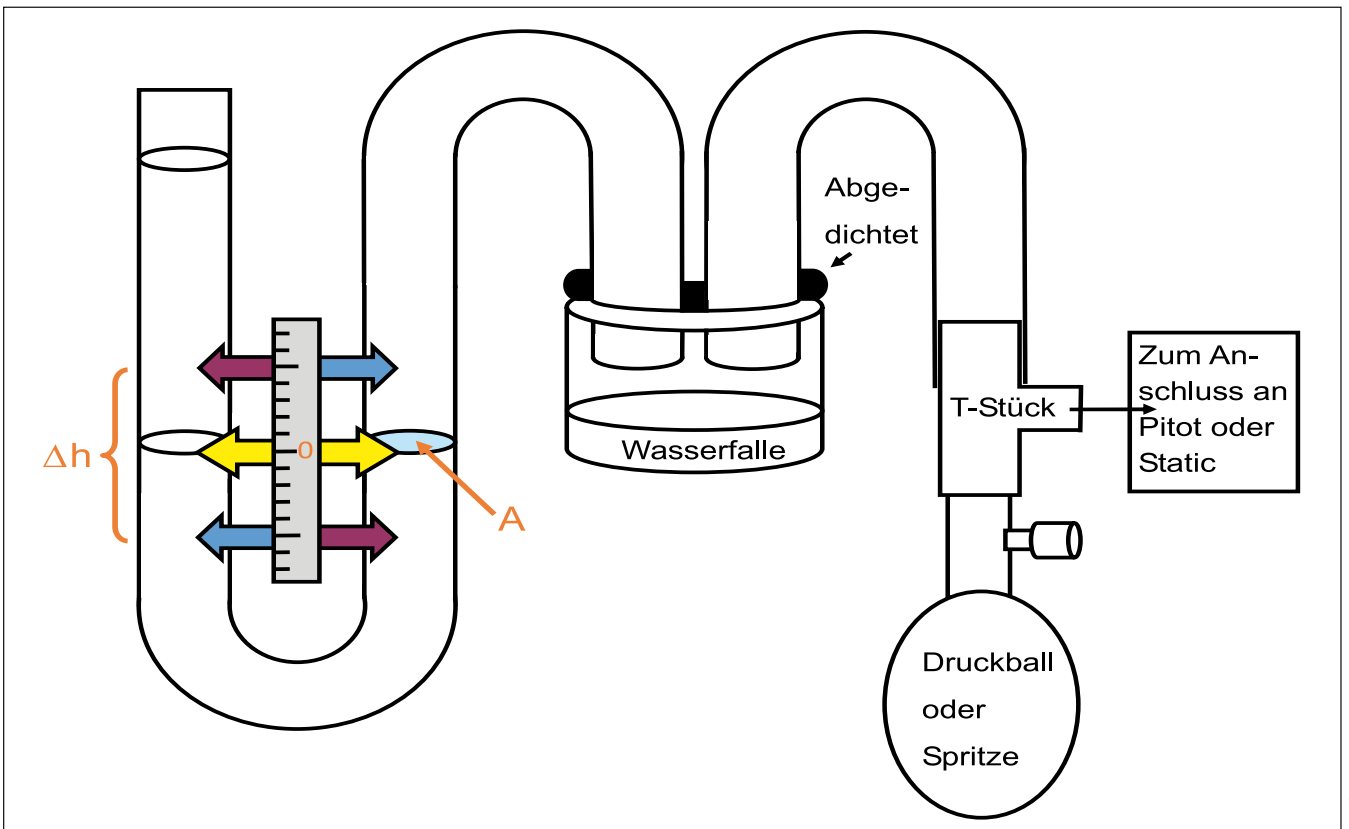 Abge-
dichtet
Zum An-
schluss an
Pitot oder
Static
T-Stück
Δh
0
Wasserfalle
A
Druckball
oder
Spritze